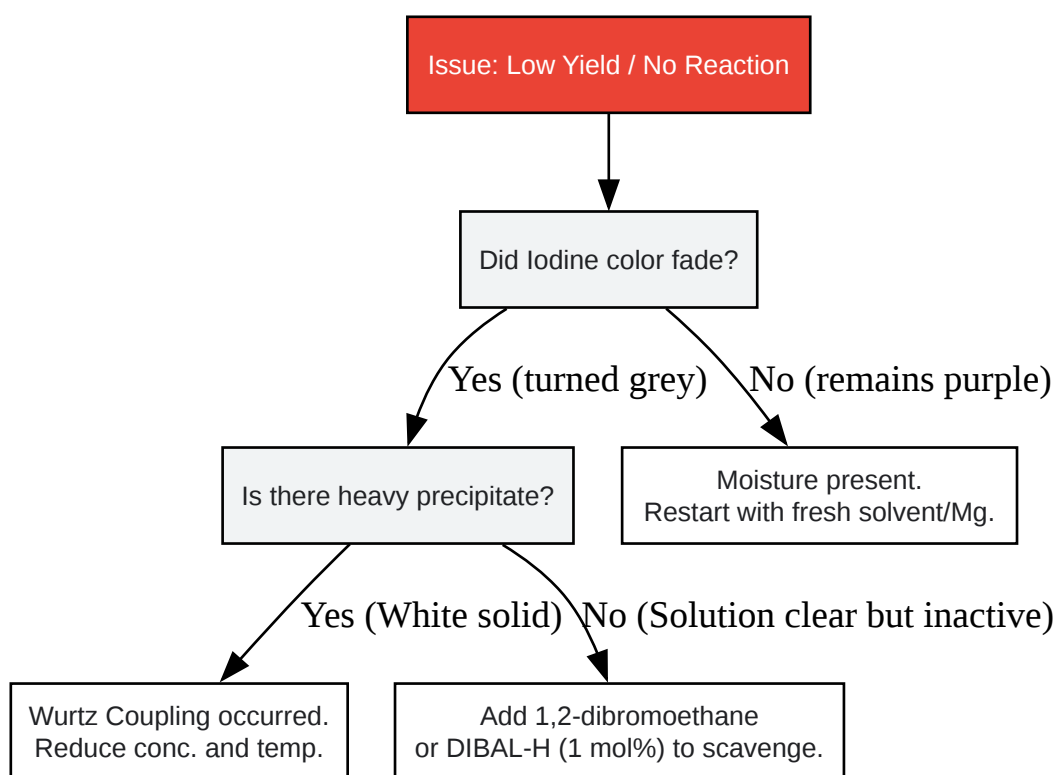 Issue: Low Yield / No Reaction
Did Iodine color fade?
Yes (turned grey)
No (remains purple)
Is there heavy precipitate?
Moisture present.
Restart with fresh solvent/Mg.
Yes (White solid)
No (Solution clear but inactive)
Wurtz Coupling occurred.
Reduce conc. and temp.
Add 1,2-dibromoethane
or DIBAL-H (1 mol%) to scavenge.